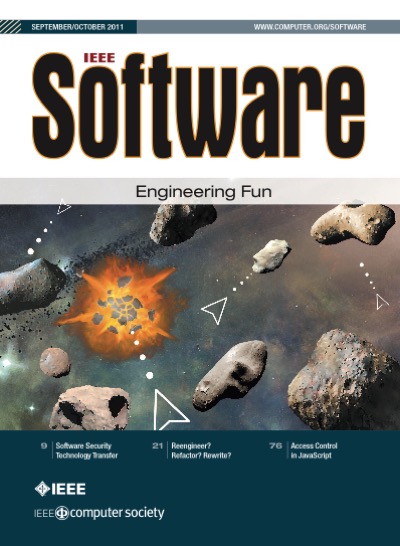 SEPTEMBER/OCTOBER 2011
WWW.COMPUTER.ORG/SOFTWARE
IEEE
Software
Engineering Fun
9 Software Security
Technology Transfer
21 Reengineer?
Refactor? Rewrite?
76 Access Control
in JavaScript
IEEE
IEEE computer society